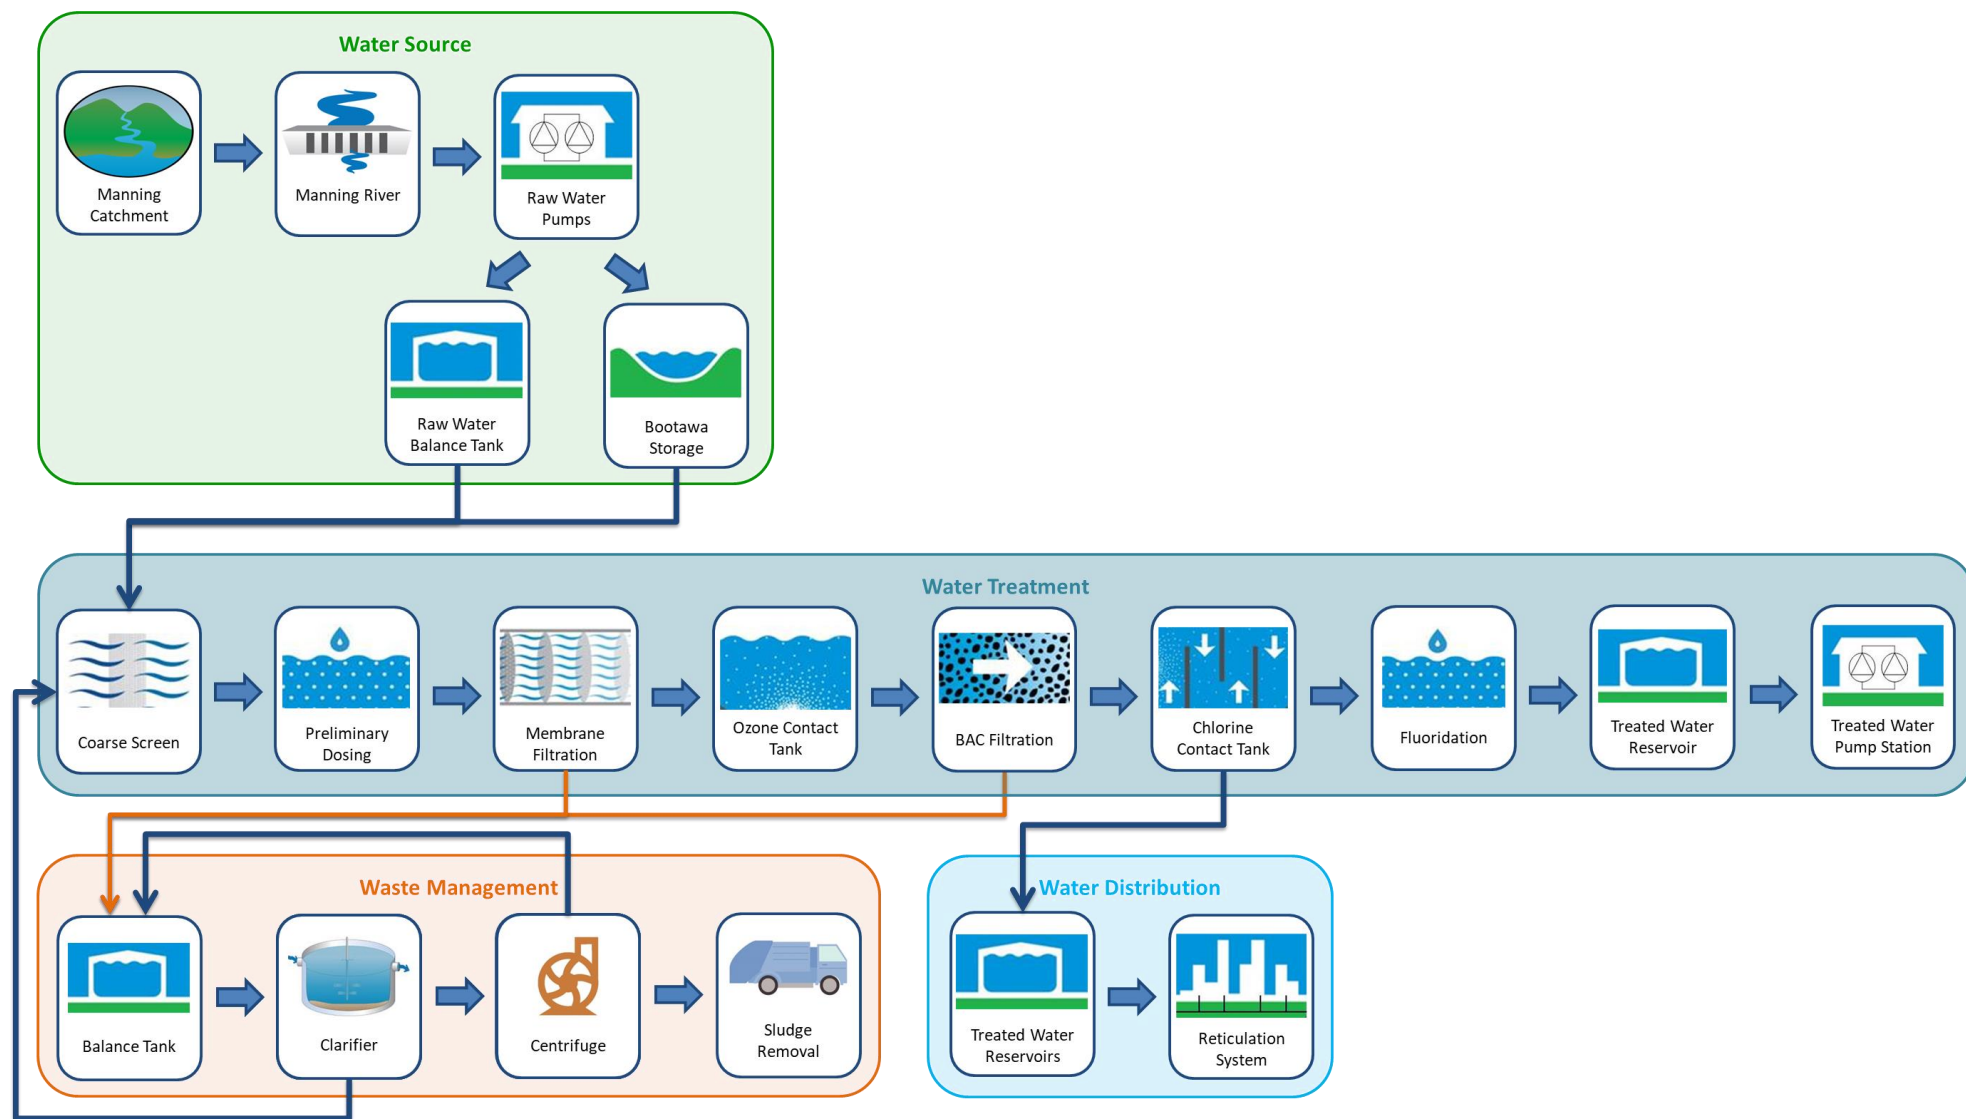 Water Source
Manning
Catchment
Manning River
Raw Water
Pumps
Raw Water
Balance Tank
Bootawa
Storage
Water Treatment
Coarse Screen
Preliminary
Dosing
Membrane
Filtration
Ozone Contact
Tank
BAC Filtration
Chlorine
Contact Tank
Fluoridation
Treated Water
Reservoir
Treated Water
Pump Station
Waste Management
Balance Tank
Clarifier
Centrifuge
Sludge
Removal
Water Distribution
Treated Water
Reservoirs
Reticulation
System